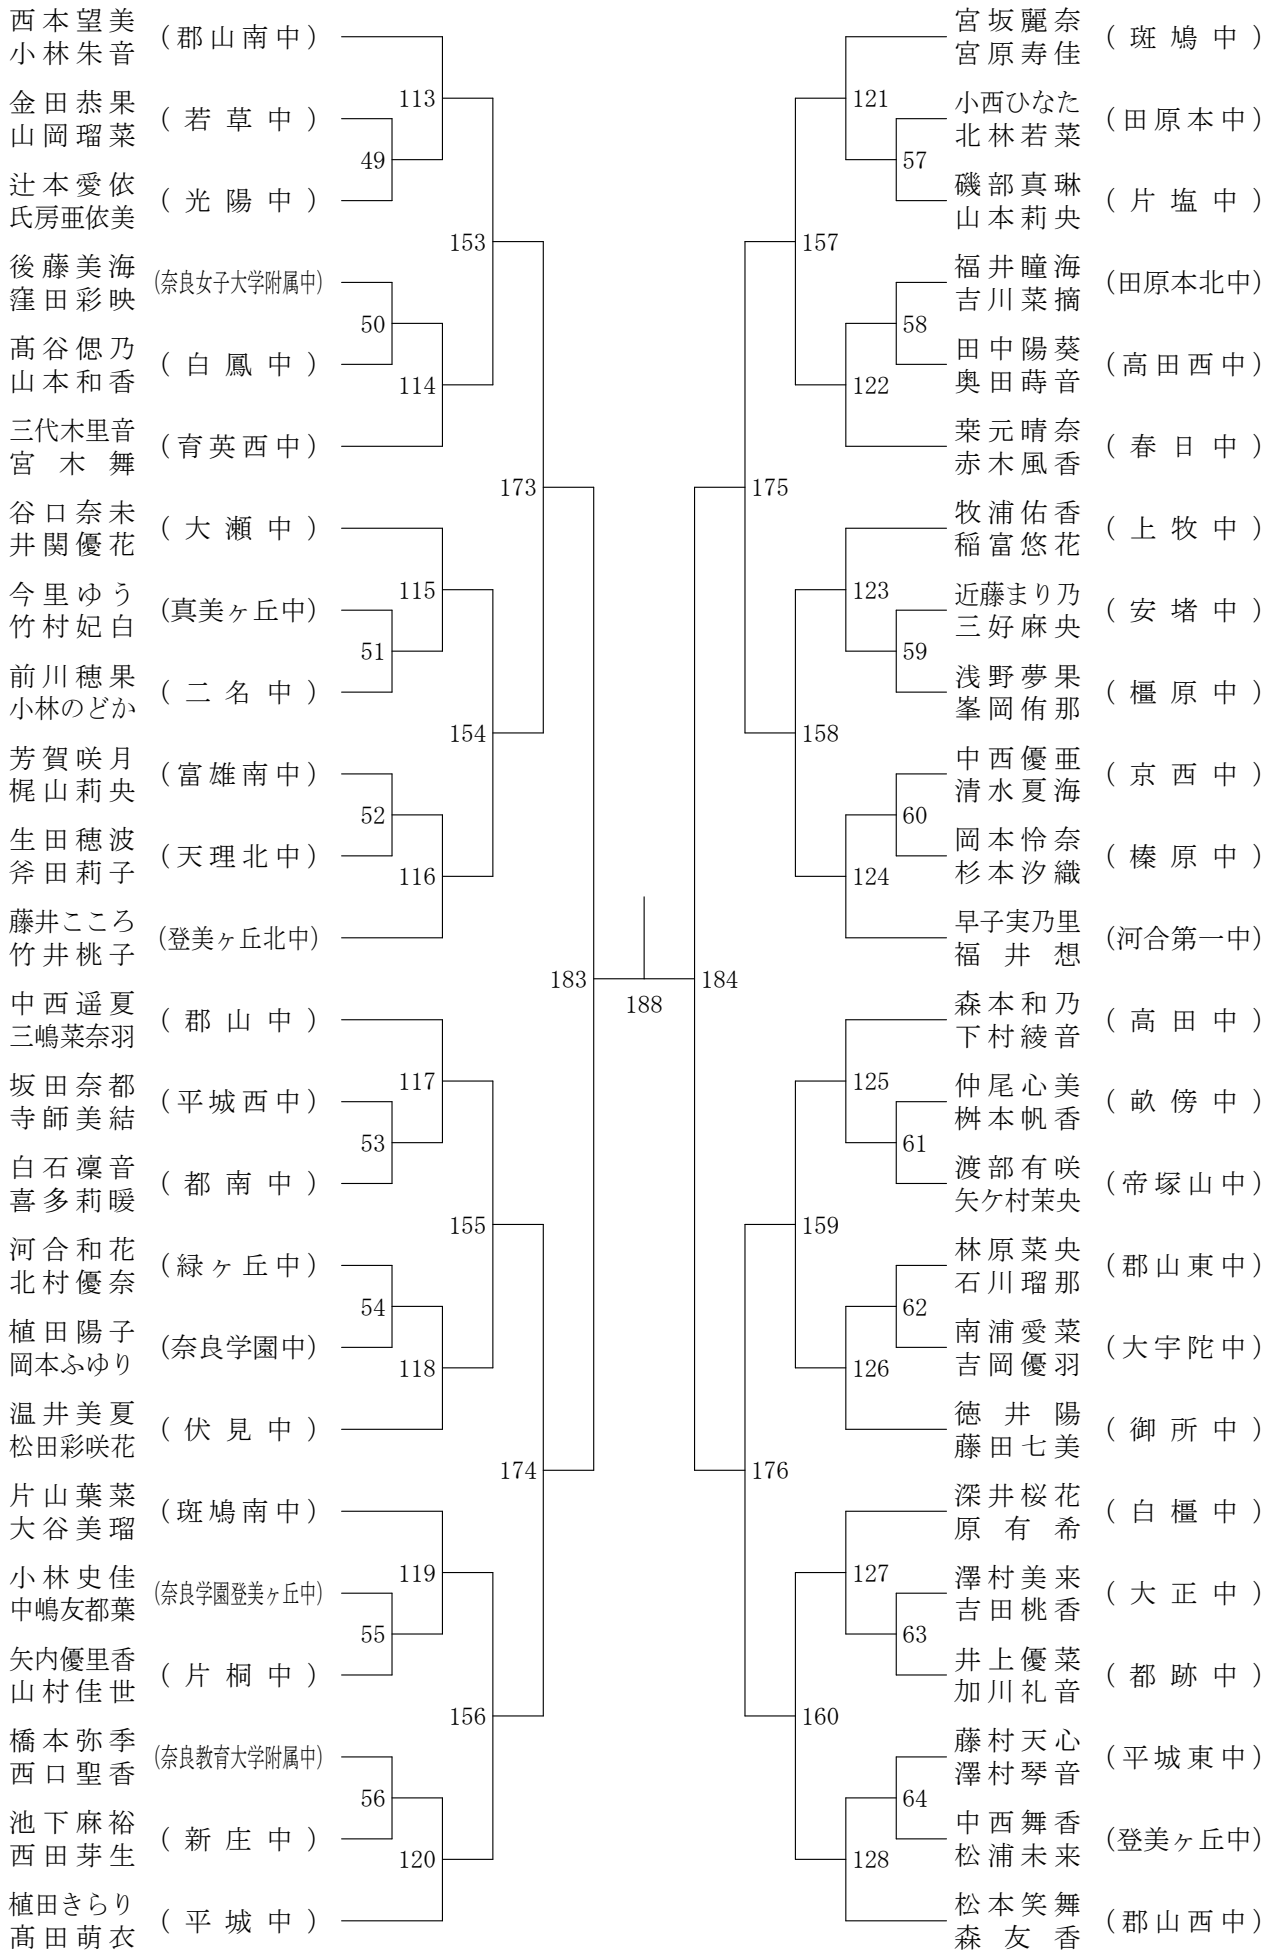 西本望美
小林朱音
(郡山南中)
金田恭果
山岡瑠菜
(若草中)
辻本愛依
氏房亜依美
(光陽中)
後藤美海
窪田彩映
(奈良女子大学附属中)
髙谷偲乃
山本和香
(白鳳中)
三代木里音
宮木舞
(育英西中)
谷口奈未
井関優花
(大瀬中)
今里ゆう
竹村妃白
(真美ヶ丘中)
前川穂果
小林のどか
(二名中)
芳賀咲月
梶山莉央
(富雄南中)
生田穂波
斧田莉子
(天理北中)
藤井こころ
竹井桃子
(登美ヶ丘北中)
中西遥夏
三嶋菜奈羽
(郡山中)
坂田奈都
寺師美結
(平城西中)
白石凜音
喜多莉暖
(都南中)
河合和花
北村優奈
(緑ヶ丘中)
植田陽子
岡本ふゆり
(奈良学園中)
温井美夏
松田彩咲花
(伏見中)
片山葉菜
大谷美瑠
(斑鳩南中)
小林史佳
中嶋友都葉
(奈良学園登美ヶ丘中)
矢内優里香
山村佳世
(片桐中)
橋本弥季
西口聖香
(奈良教育大学附属中)
池下麻裕
西田芽生
(新庄中)
植田きらり
髙田萌衣
(平城中)
113
49
153
50
114
173
115
51
154
52
116
183
117
53
155
54
118
174
119
55
156
56
120
188
184
121
57
157
58
122
175
123
59
158
60
124
125
61
159
62
126
176
127
63
160
64
128
宮坂麗奈
宮原寿佳
(斑鳩中)
小西ひなた
北林若菜
(田原本中)
磯部真琳
山本莉央
(片塩中)
福井瞳海
吉川菜摘
(田原本北中)
田中陽葵
奥田蒔音
(高田西中)
桒元晴奈
赤木風香
(春日中)
牧浦佑香
稲富悠花
(上牧中)
近藤まり乃
三好麻央
(安堵中)
浅野夢果
峯岡侑那
(橿原中)
中西優亜
清水夏海
(京西中)
岡本怜奈
杉本汐織
(榛原中)
早子実乃里
福井想
(河合第一中)
森本和乃
下村綾音
(高田中)
仲尾心美
桝本帆香
(畝傍中)
渡部有咲
矢ケ村茉央
(帝塚山中)
林原菜央
石川瑠那
(郡山東中)
南浦愛菜
吉岡優羽
(大宇陀中)
徳井陽
藤田七美
(御所中)
深井桜花
原有希
(白橿中)
澤村美来
吉田桃香
(大正中)
井上優菜
加川礼音
(都跡中)
藤村天心
澤村琴音
(平城東中)
中西舞香
松浦未来
(登美ヶ丘中)
松本笑舞
森友香
(郡山西中)